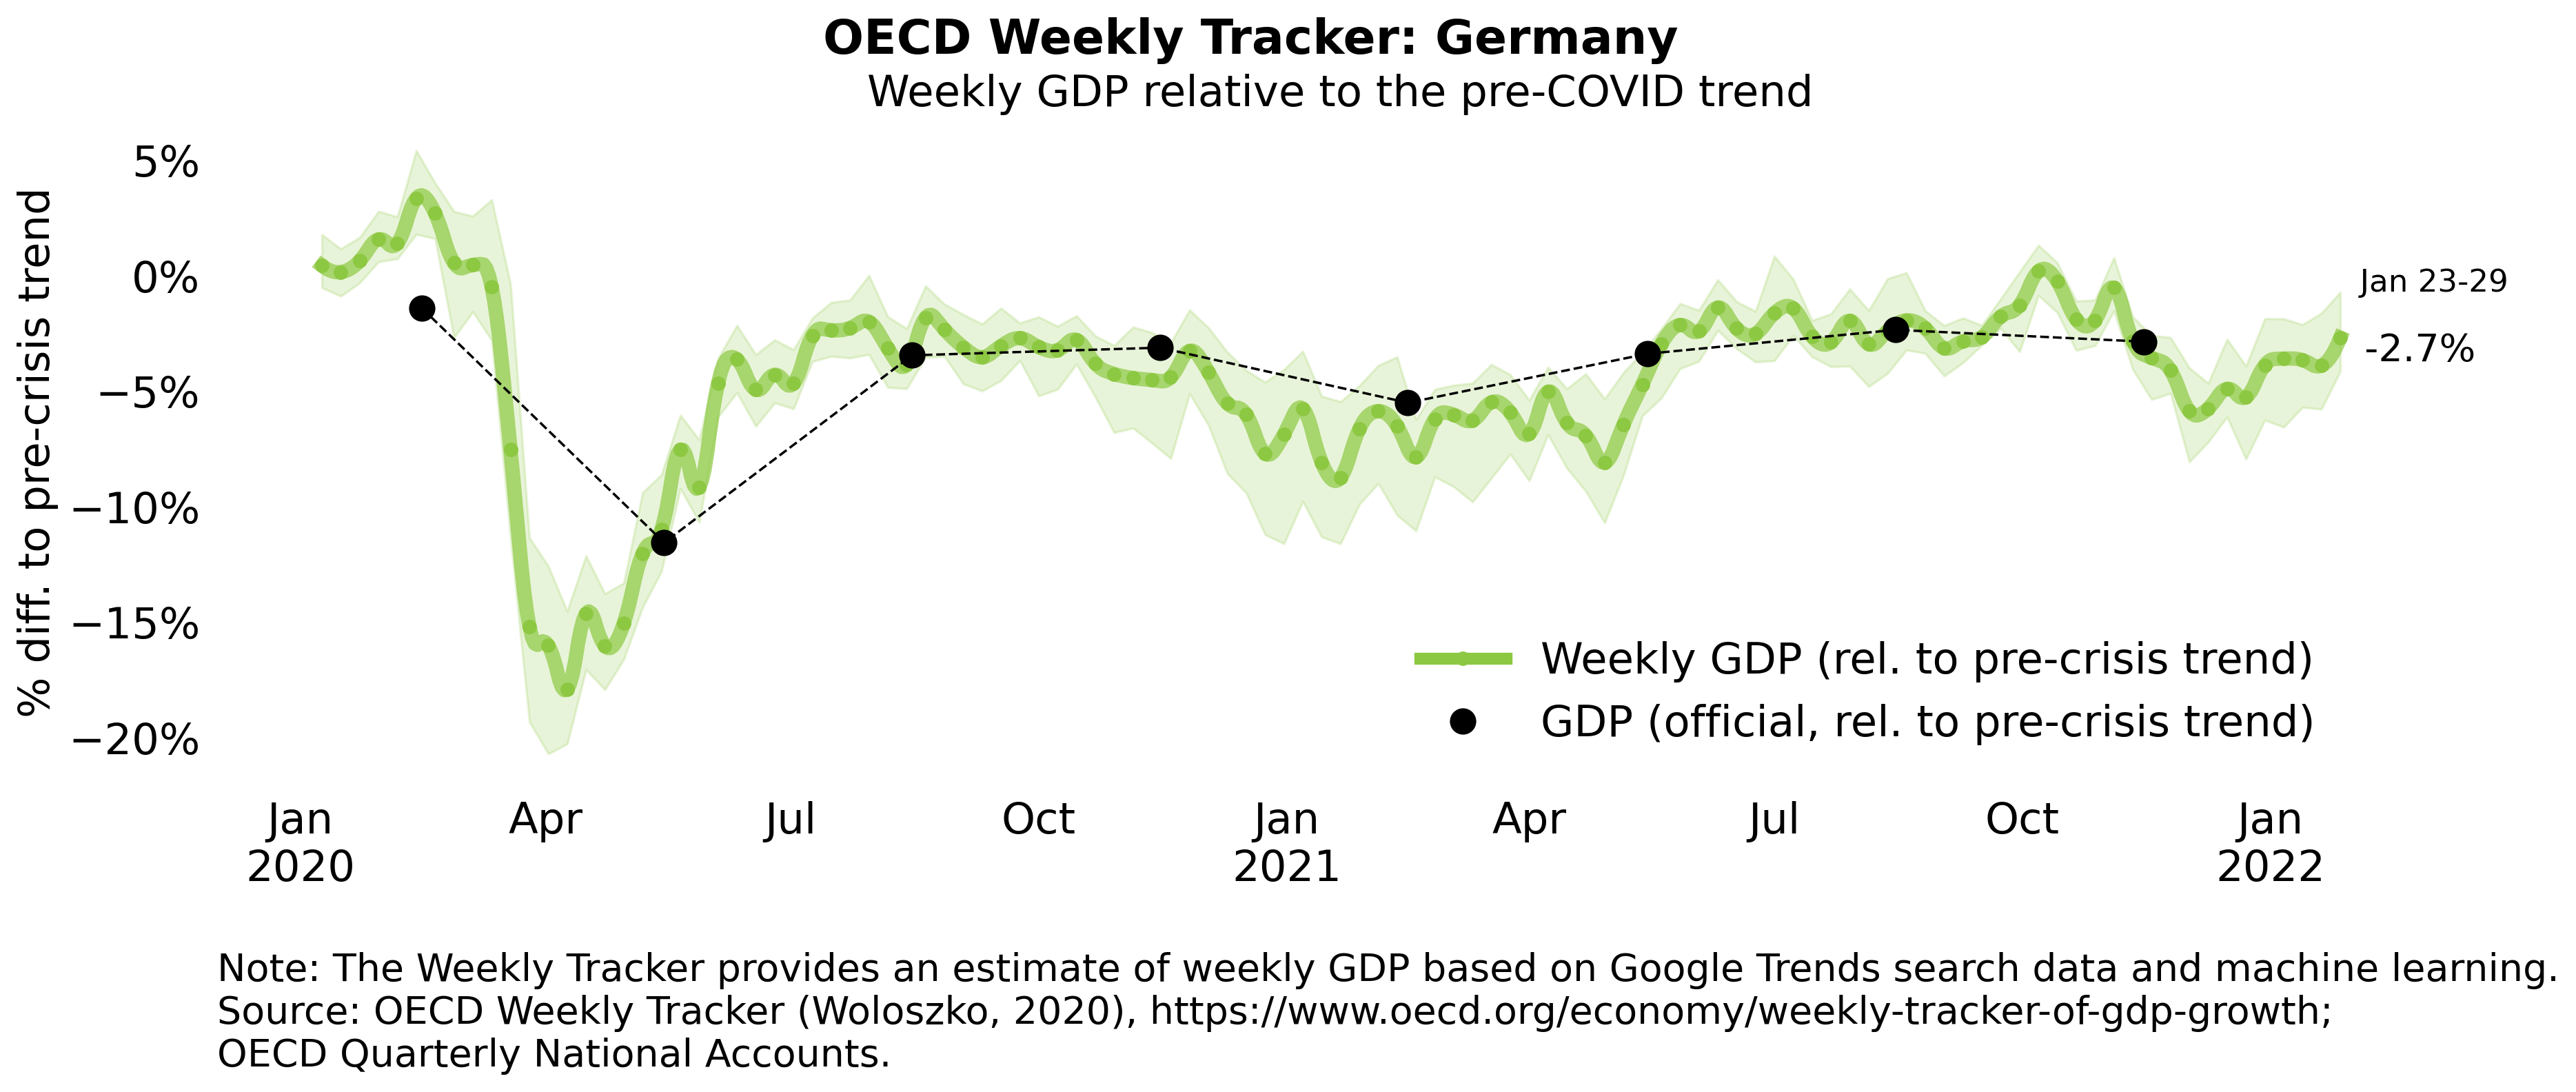 OECD Weekly Tracker: Germany
Weekly GDP relative to the pre-COVID trend
% diff. to pre-crisis trend
5%
0%
−5%
−10%
−15%
−20%
Jan 23-29
-2.7%
Weekly GDP (rel. to pre-crisis trend)
GDP (official, rel. to pre-crisis trend)
Jan Apr Jul Oct Jan Apr Jul Oct Jan
2020 2021 2022
Note: The Weekly Tracker provides an estimate of weekly GDP based on Google Trends search data and machine learning.
Source: OECD Weekly Tracker (Woloszko, 2020), https://www.oecd.org/economy/weekly-tracker-of-gdp-growth;
OECD Quarterly National Accounts.